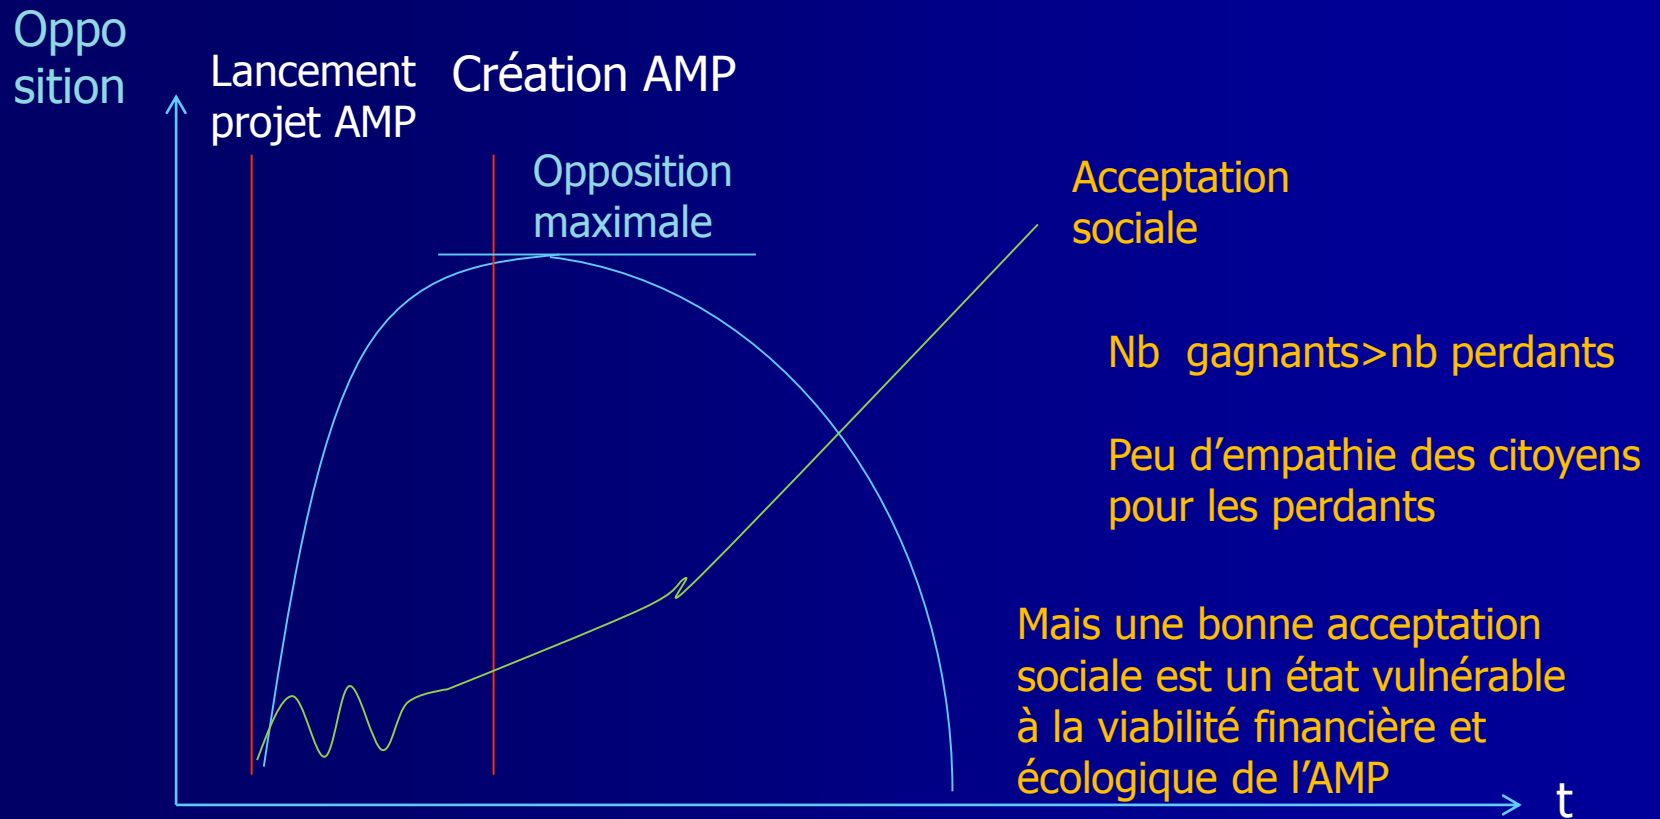 Oppo
sition
Lancement
projet AMP
Création AMP
Opposition
maximale
Acceptation
sociale
Nb gagnants>nb perdants
Peu d’empathie des citoyens
pour les perdants
Mais une bonne acceptation
sociale est un état vulnérable
à la viabilité financière et
écologique de l’AMP
t